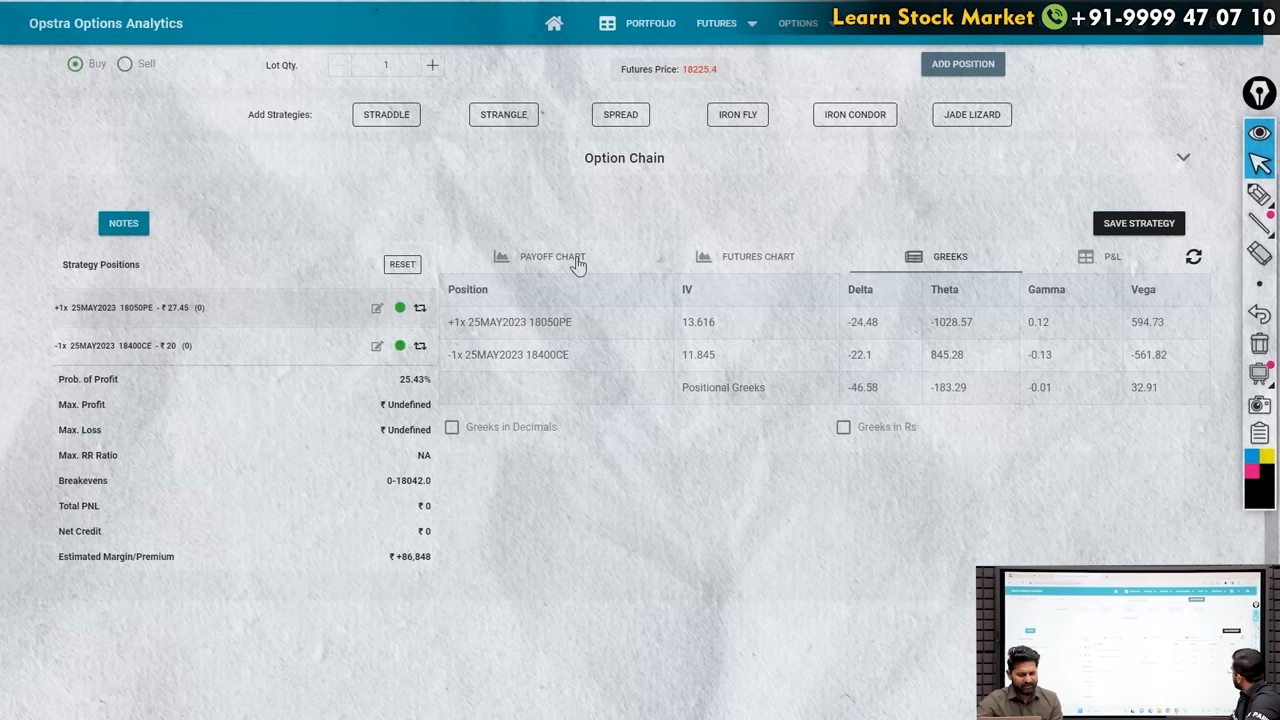 Opstra Options Analytics
PORTFOLIO
FUTURES
OPTIONS
Learn Stock Market +91-9999 47 07 10
Buy
Sell
Lot Qty.
1
Futures Price: 18225.4
ADD POSITION
Add Strategies:
STRADDLE
STRANGLE
SPREAD
IRON FLY
IRON CONDOR
JADE LIZARD
Option Chain
NOTES
SAVE STRATEGY
Strategy Positions
RESET
PAYOFF CHART
FUTURES CHART
GREEKS
P&L
+1x 25MAY2023 18050PE - ₹ 27.45 (0)
-1x 25MAY2023 18400CE - ₹ 20 (0)
Prob. of Profit 25.43%
Max. Profit ₹ Undefined
Max. Loss ₹ Undefined
Max. RR Ratio NA
Breakevens 0-18042.0
Total PNL ₹ 0
Net Credit ₹ 0
Estimated Margin/Premium ₹ +86,848
Position IV Delta Theta Gamma Vega
+1x 25MAY2023 18050PE 13.616 -24.48 -1028.57 0.12 594.73
-1x 25MAY2023 18400CE 11.845 -22.1 845.28 -0.13 -561.82
Positional Greeks -46.58 -183.29 -0.01 32.91
Greeks in Decimals
Greeks in Rs